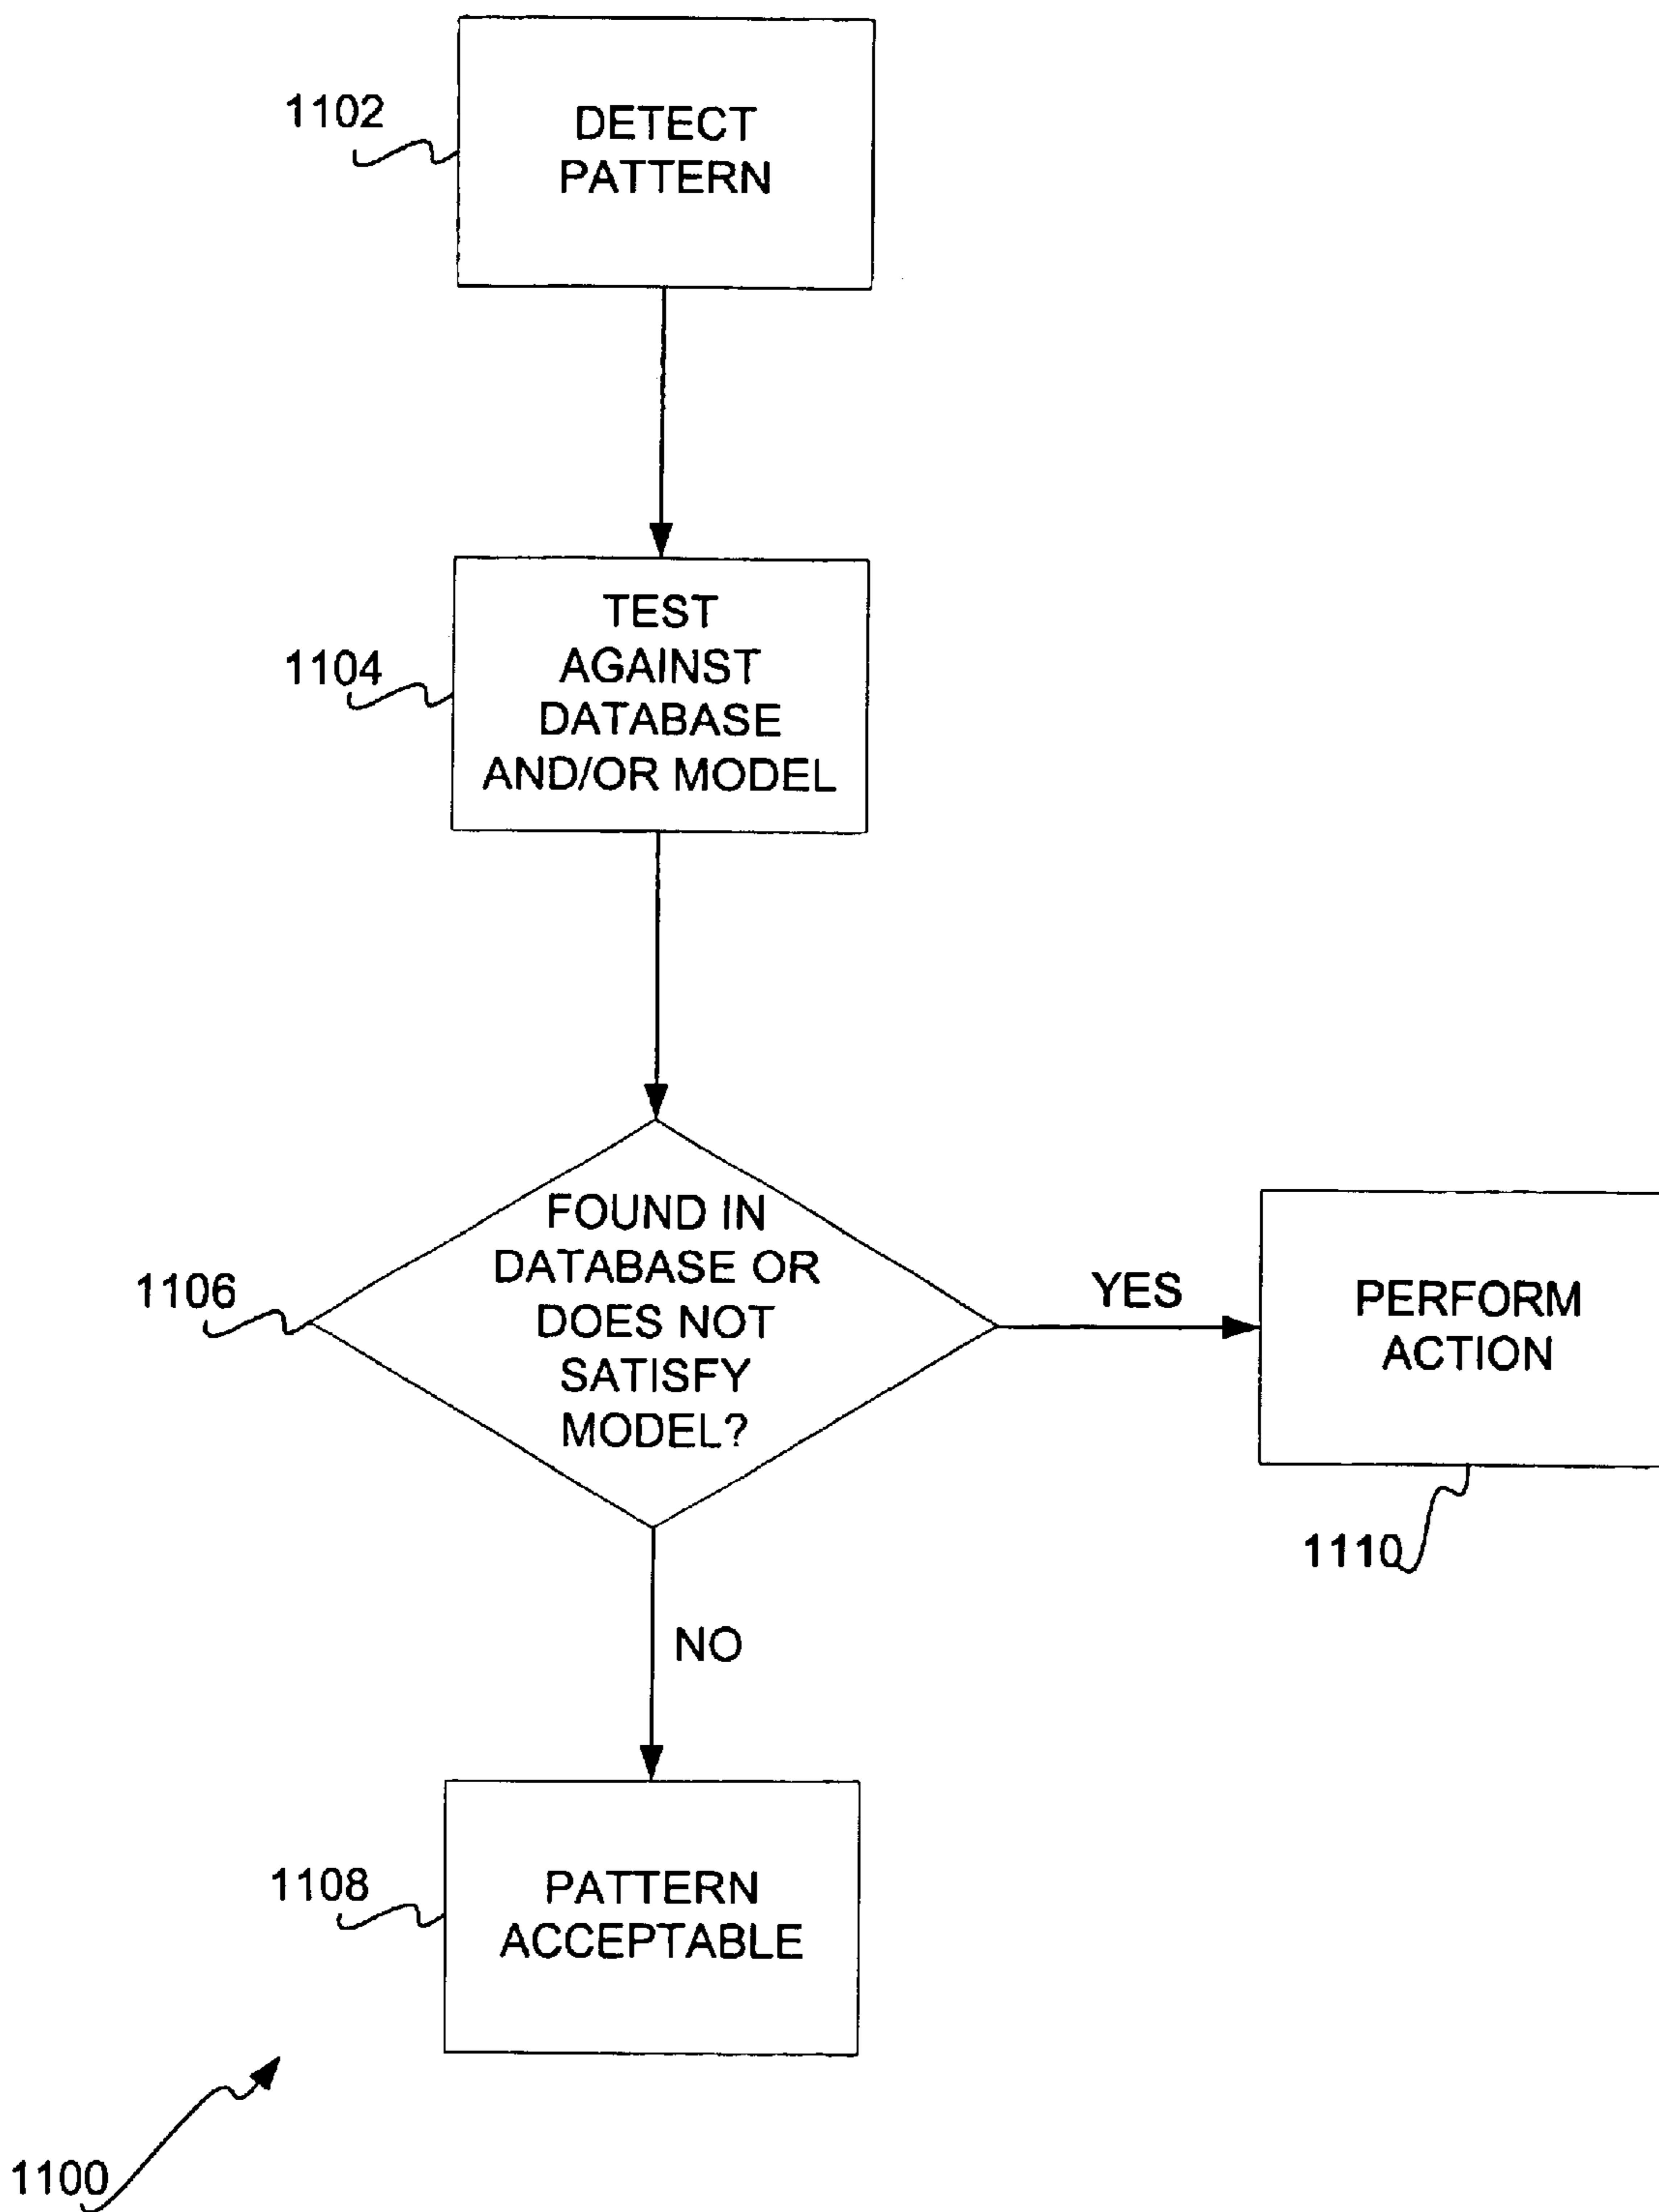 1102
DETECT
PATTERN
1104
TEST
AGAINST
DATABASE
AND/OR MODEL
1106
FOUND IN
DATABASE OR
DOES NOT
SATISFY
MODEL?
YES
PERFORM
ACTION
1110
NO
1108
PATTERN
ACCEPTABLE
1100